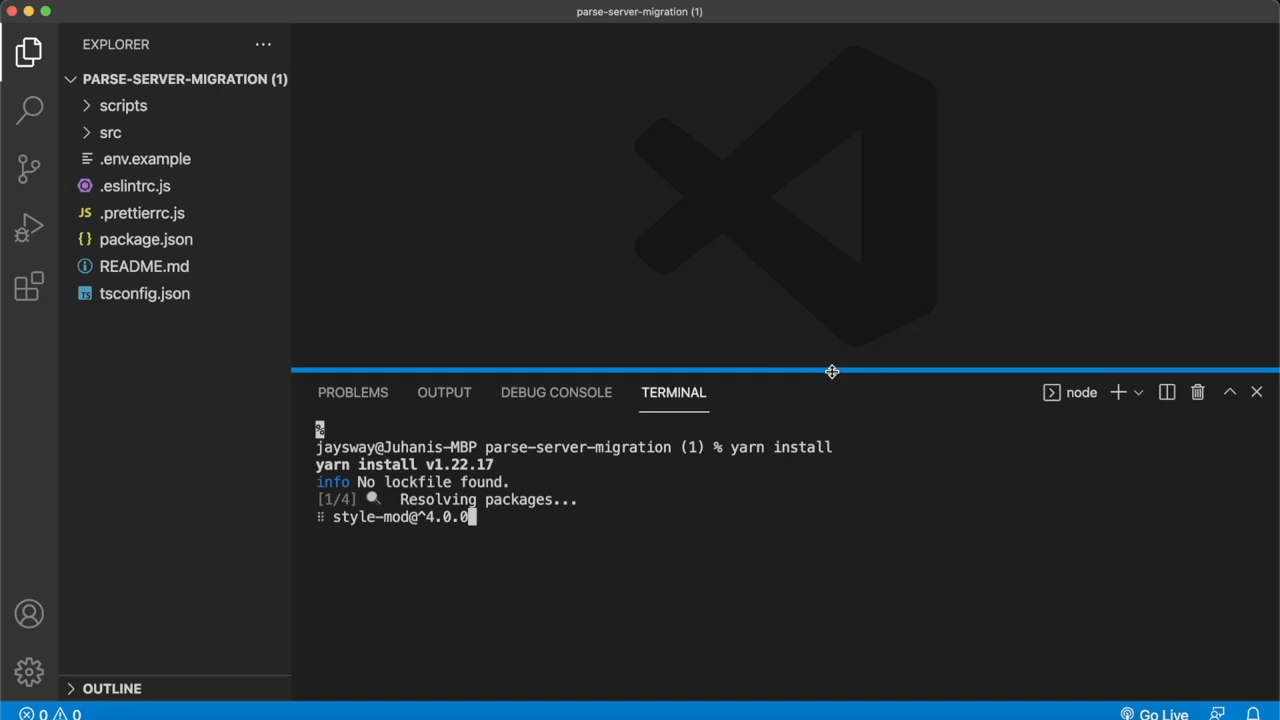 parse-server-migration (1)
EXPLORER
PARSE-SERVER-MIGRATION (1)
scripts
src
.env.example
.eslintrc.js
JS .prettierrc.js
{} package.json
README.md
TS tsconfig.json
OUTLINE
PROBLEMS OUTPUT DEBUG CONSOLE TERMINAL
node
%
jaysway@Juhanis-MBP parse-server-migration (1) % yarn install
yarn install v1.22.17
info No lockfile found.
[1/4] 🔍 Resolving packages...
⠿ style-mod@^4.0.0
0 0
Go Live